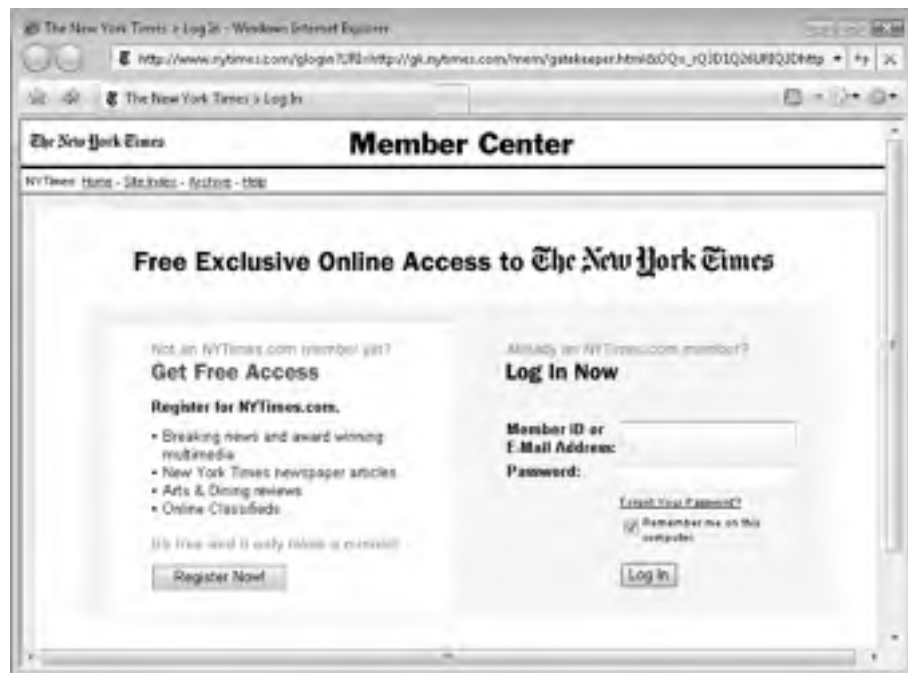 The New York Times > Log In - Windows Internet Explorer
The New York Times > Log In
The New York Times
Member Center
NYTimes: Home - Site Index - Archive - Help
Free Exclusive Online Access to The New York Times
Not an NYTimes.com member yet?
Get Free Access
Register for NYTimes.com.
• Breaking news and award winning
multimedia
• New York Times newspaper articles
• Arts & Dining reviews
• Online Classifieds
It's free and it only takes a minute!
Register Now!
Already an NYTimes.com member?
Log In Now
Member ID or
E-Mail Address:
Password:
Forgot Your Password?
Remember me on this
computer.
Log In